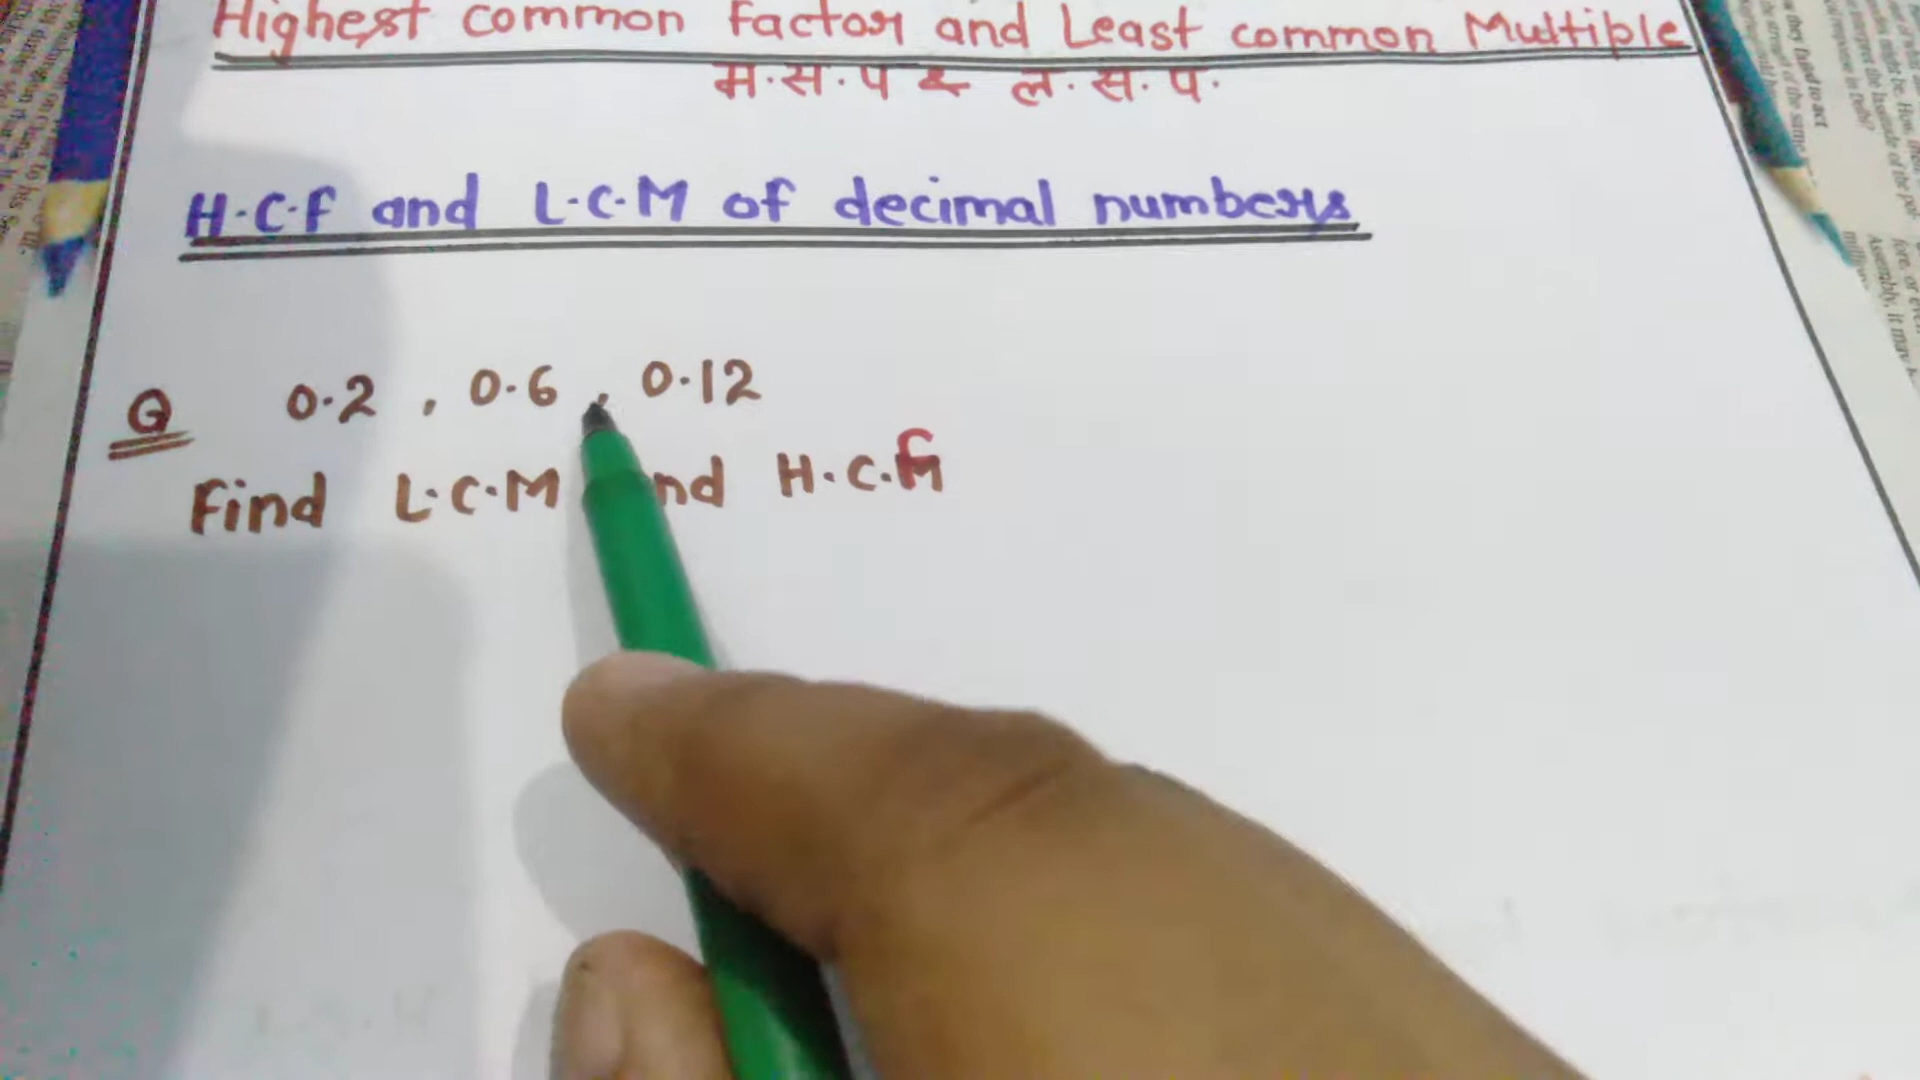 Highest common Factor and Least common Multiple
म.स.प & ल.स.प.
H.C.F and L.C.M of decimal numbers
Q 0.2 , 0.6 , 0.12
Find L.C.M and H.C.F